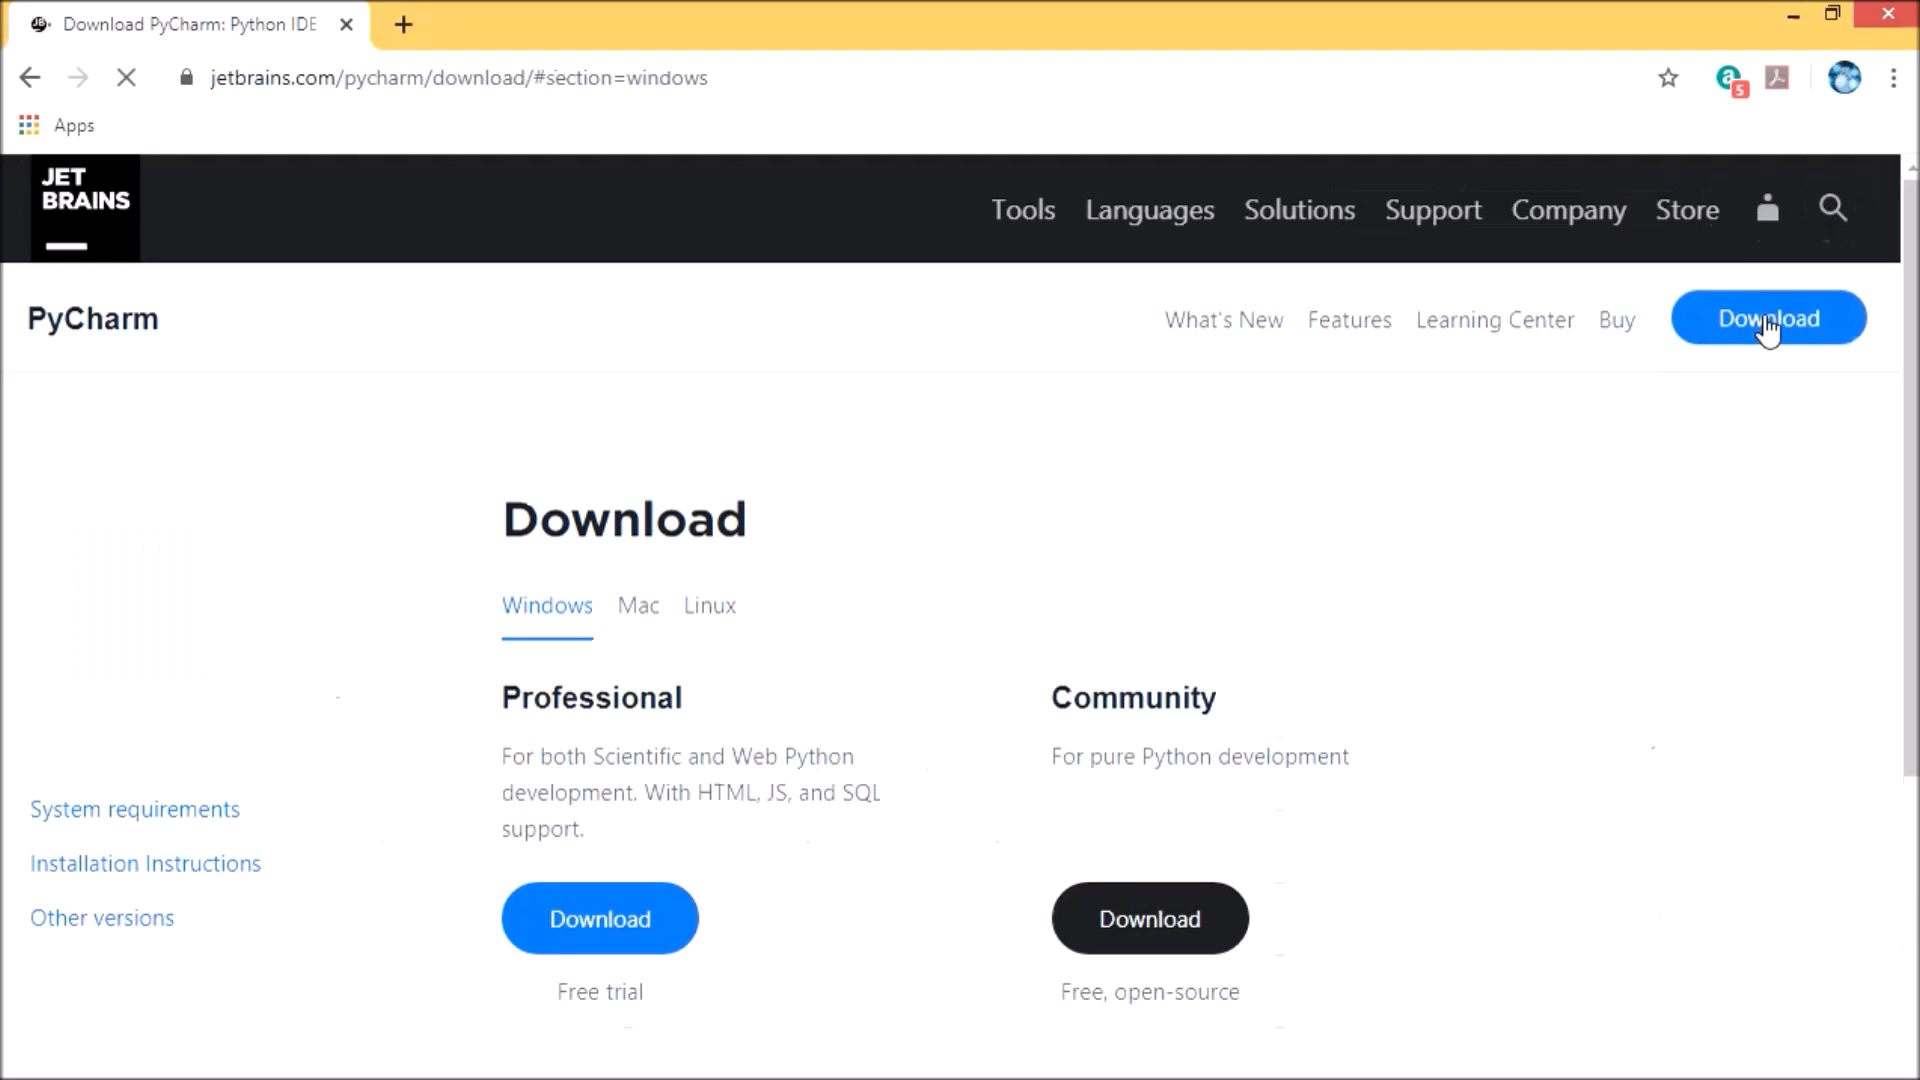 Download PyCharm: Python IDE
jetbrains.com/pycharm/download/#section=windows
a
5
Apps
JET
BRAINS
Tools Languages Solutions Support Company Store
PyCharm
What's New Features Learning Center Buy Download
Download
Windows Mac Linux
Professional
For both Scientific and Web Python
development. With HTML, JS, and SQL
support.
Download
Free trial
Community
For pure Python development
Download
Free, open-source
System requirements
Installation Instructions
Other versions